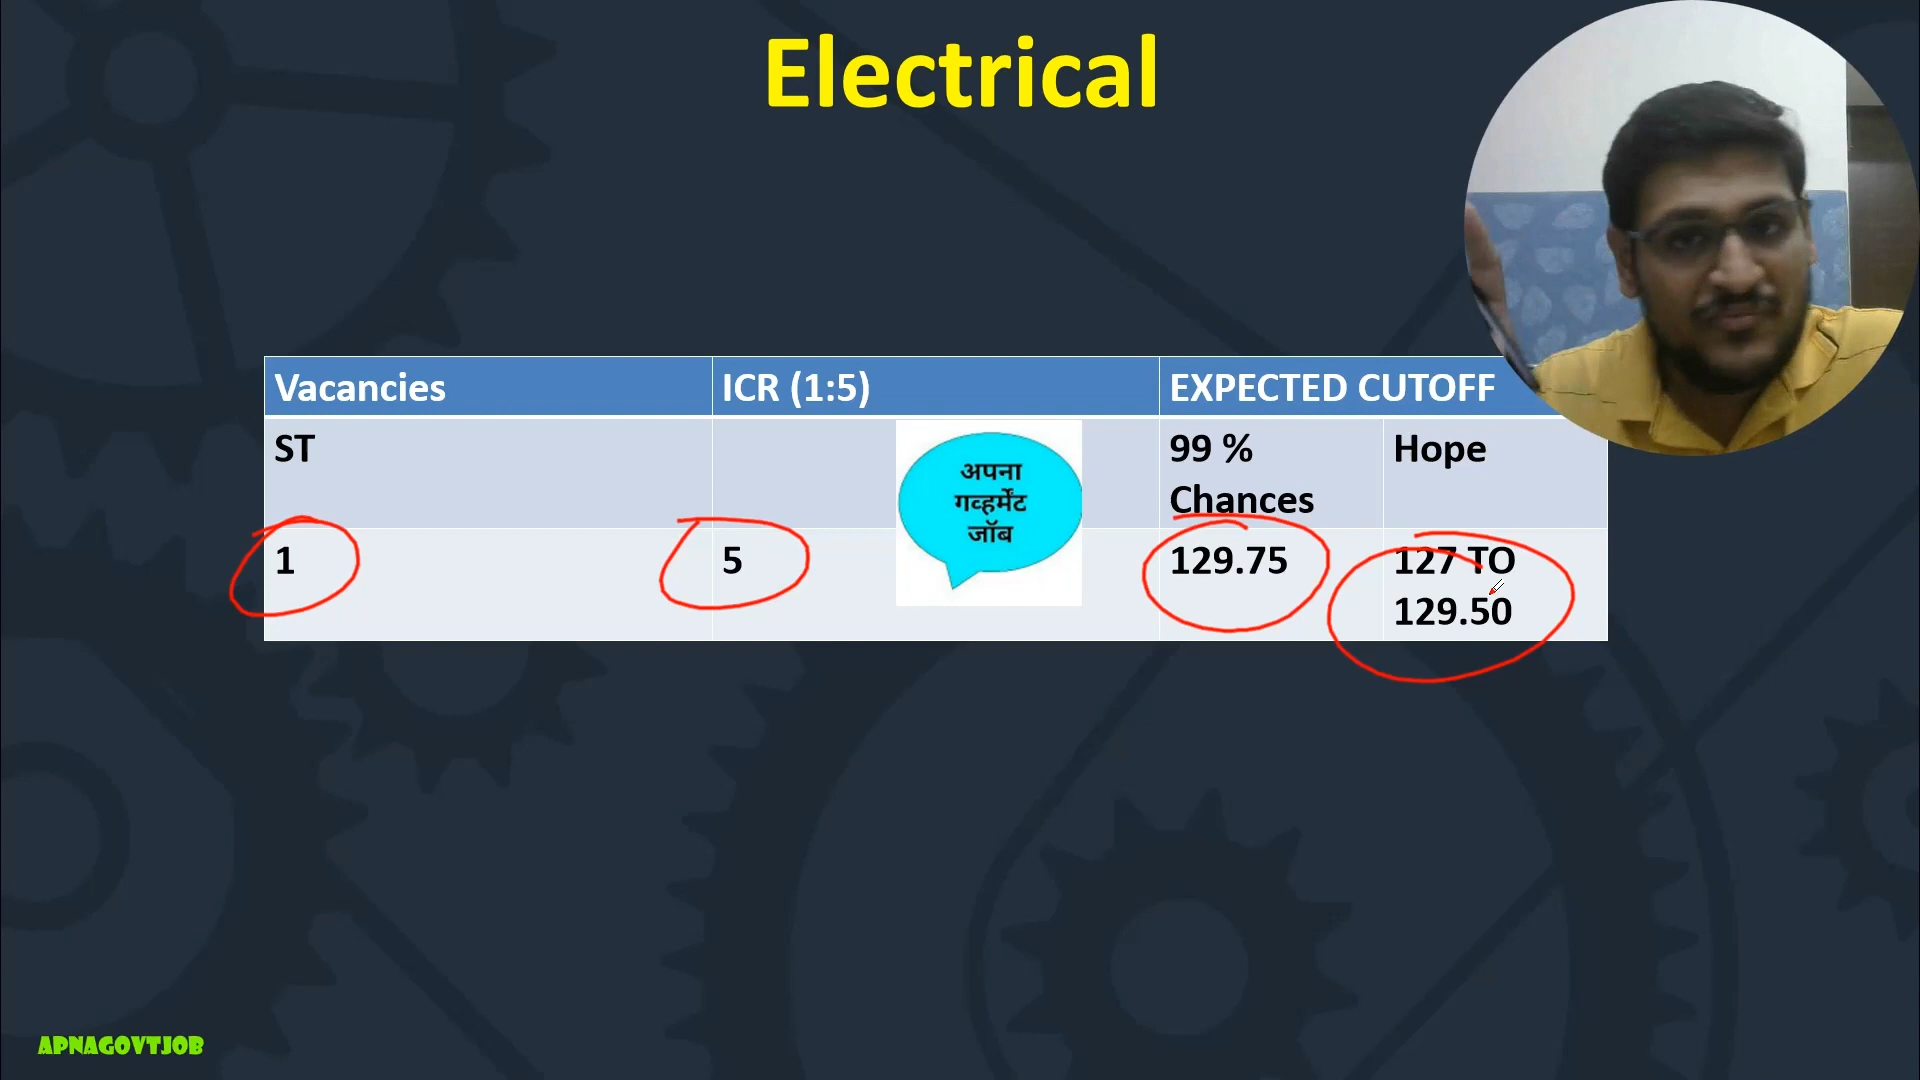 Electrical
Vacancies ICR (1:5) EXPECTED CUTOFF
ST 99 % Hope
Chances
अपना
गव्हर्मेंट
जॉब
1 5 129.75 127 TO
129.50
APNAGOVTJOB